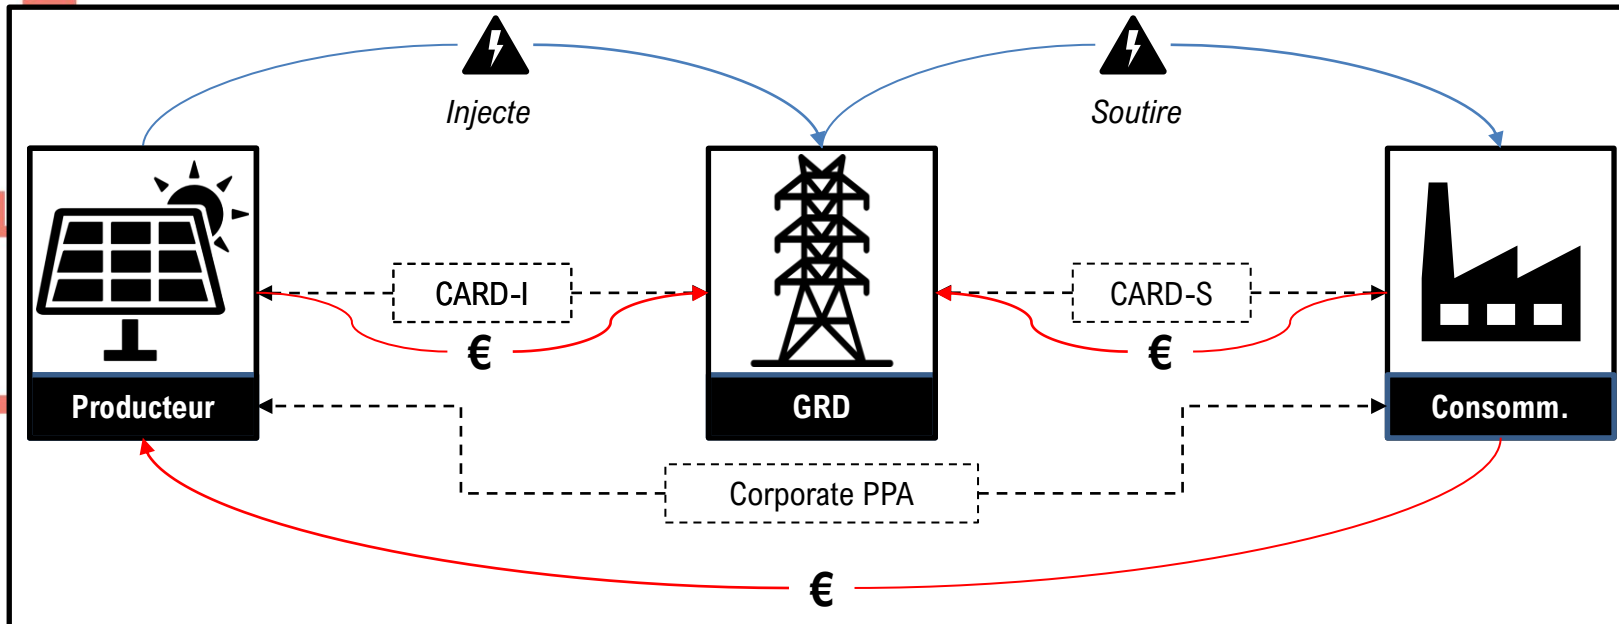 Injecte
Soutire
CARD-I
CARD-S
€
€
Producteur
GRD
Consomm.
Corporate PPA
€